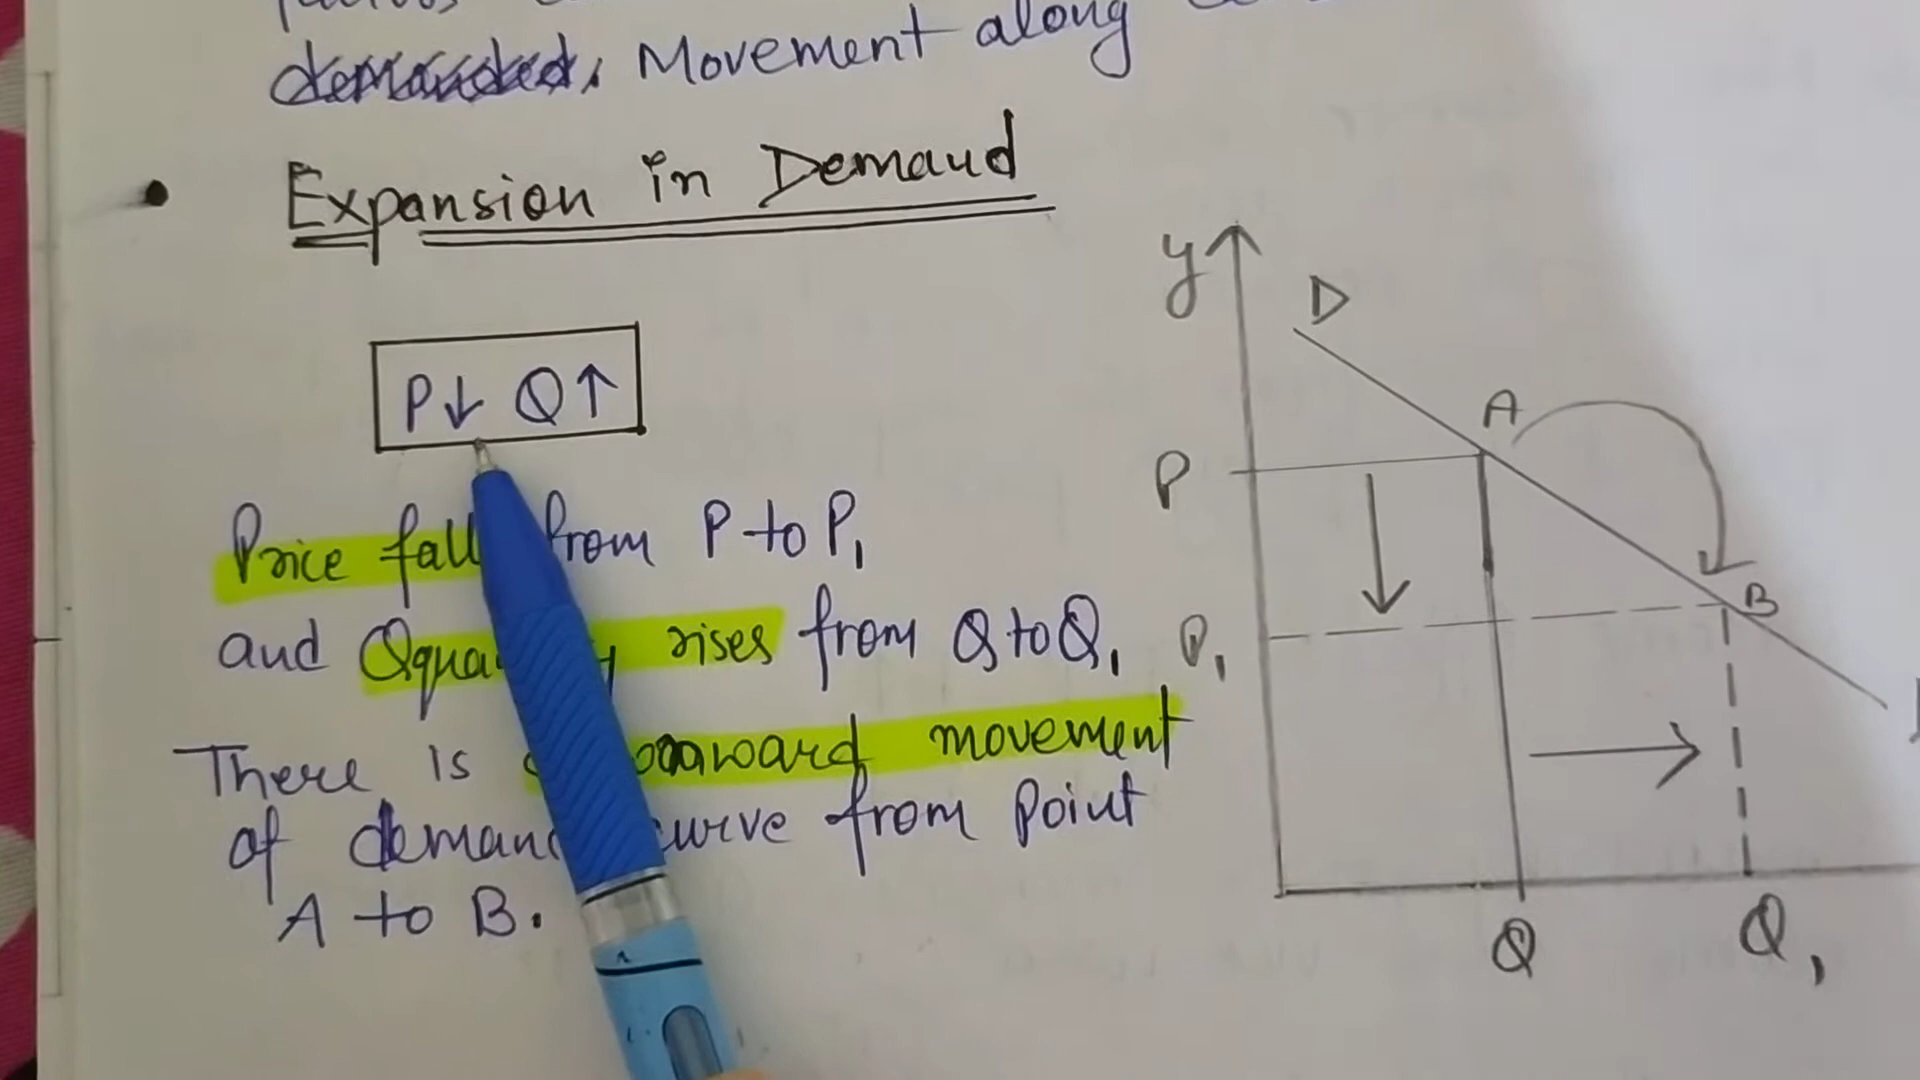 demanded, Movement along
Expansion in Demand
P↓ Q↑
Price fall from P to P1
and rises from Q to Q1
There is movement
of curve from Point
A to B.
y
D
A
P
B
P1
Q
Q1